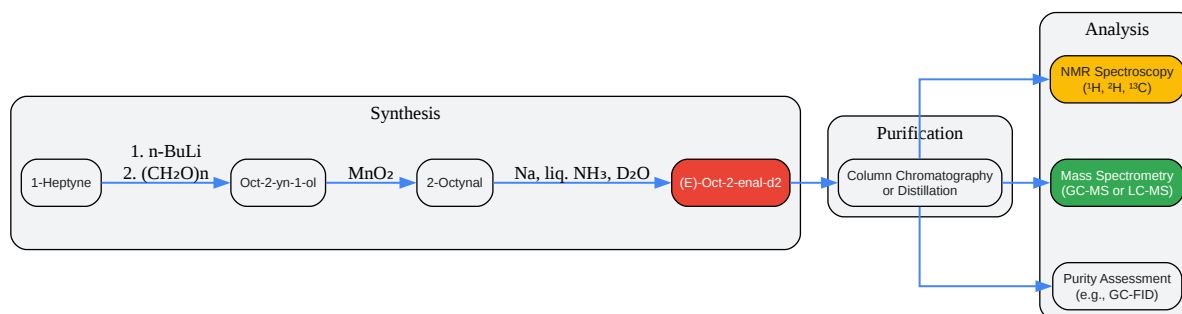 Synthesis
1-Heptyne
1. n-BuLi
2. (CH₂O)n
Oct-2-yn-1-ol
MnO₂
2-Octynal
Na, liq. NH₃, D₂O
(E)-Oct-2-enal-d2
Purification
Column Chromatography
or Distillation
Analysis
NMR Spectroscopy
(¹H, ²H, ¹³C)
Mass Spectrometry
(GC-MS or LC-MS)
Purity Assessment
(e.g., GC-FID)